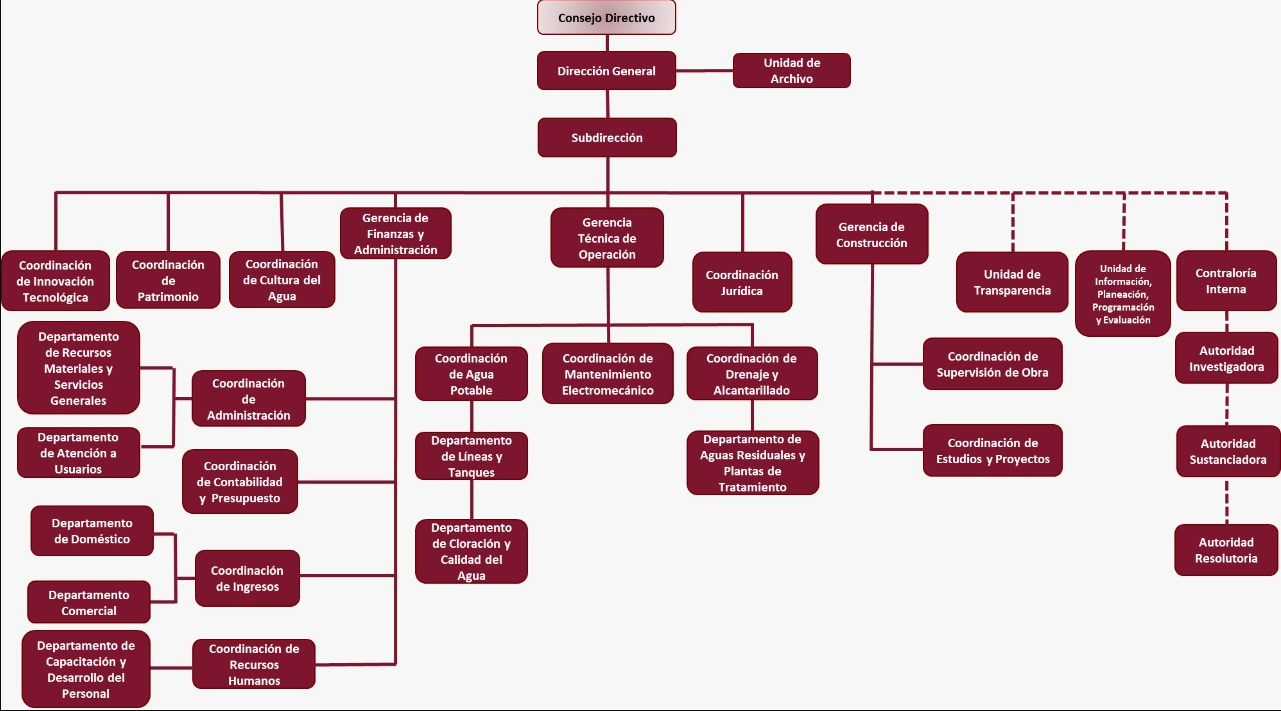 Consejo Directivo
Dirección General
Unidad de
Archivo
Subdirección
Coordinación
de Innovación
Tecnológica
Coordinación
de
Patrimonio
Coordinación
de Cultura del
Agua
Gerencia de
Finanzas y
Administración
Gerencia
Técnica de
Operación
Coordinación
Jurídica
Gerencia de
Construcción
Unidad de
Transparencia
Unidad de
Información,
Planeación,
Programación
y Evaluación
Contraloría
Interna
Departamento
de Recursos
Materiales y
Servicios
Generales
Departamento
de Atención a
Usuarios
Coordinación
de
Administración
Coordinación
de Contabilidad
y Presupuesto
Departamento
de Doméstico
Departamento
Comercial
Coordinación
de Ingresos
Departamento de
Capacitación y
Desarrollo del
Personal
Coordinación de
Recursos
Humanos
Coordinación
de Agua
Potable
Departamento
de Líneas y
Tanques
Departamento
de Cloración y
Calidad del
Agua
Coordinación de
Mantenimiento
Electromecánico
Coordinación de
Drenaje y
Alcantarillado
Departamento de
Aguas Residuales y
Plantas de
Tratamiento
Coordinación de
Supervisión de Obra
Coordinación de
Estudios y Proyectos
Autoridad
Investigadora
Autoridad
Sustanciadora
Autoridad
Resolutoria